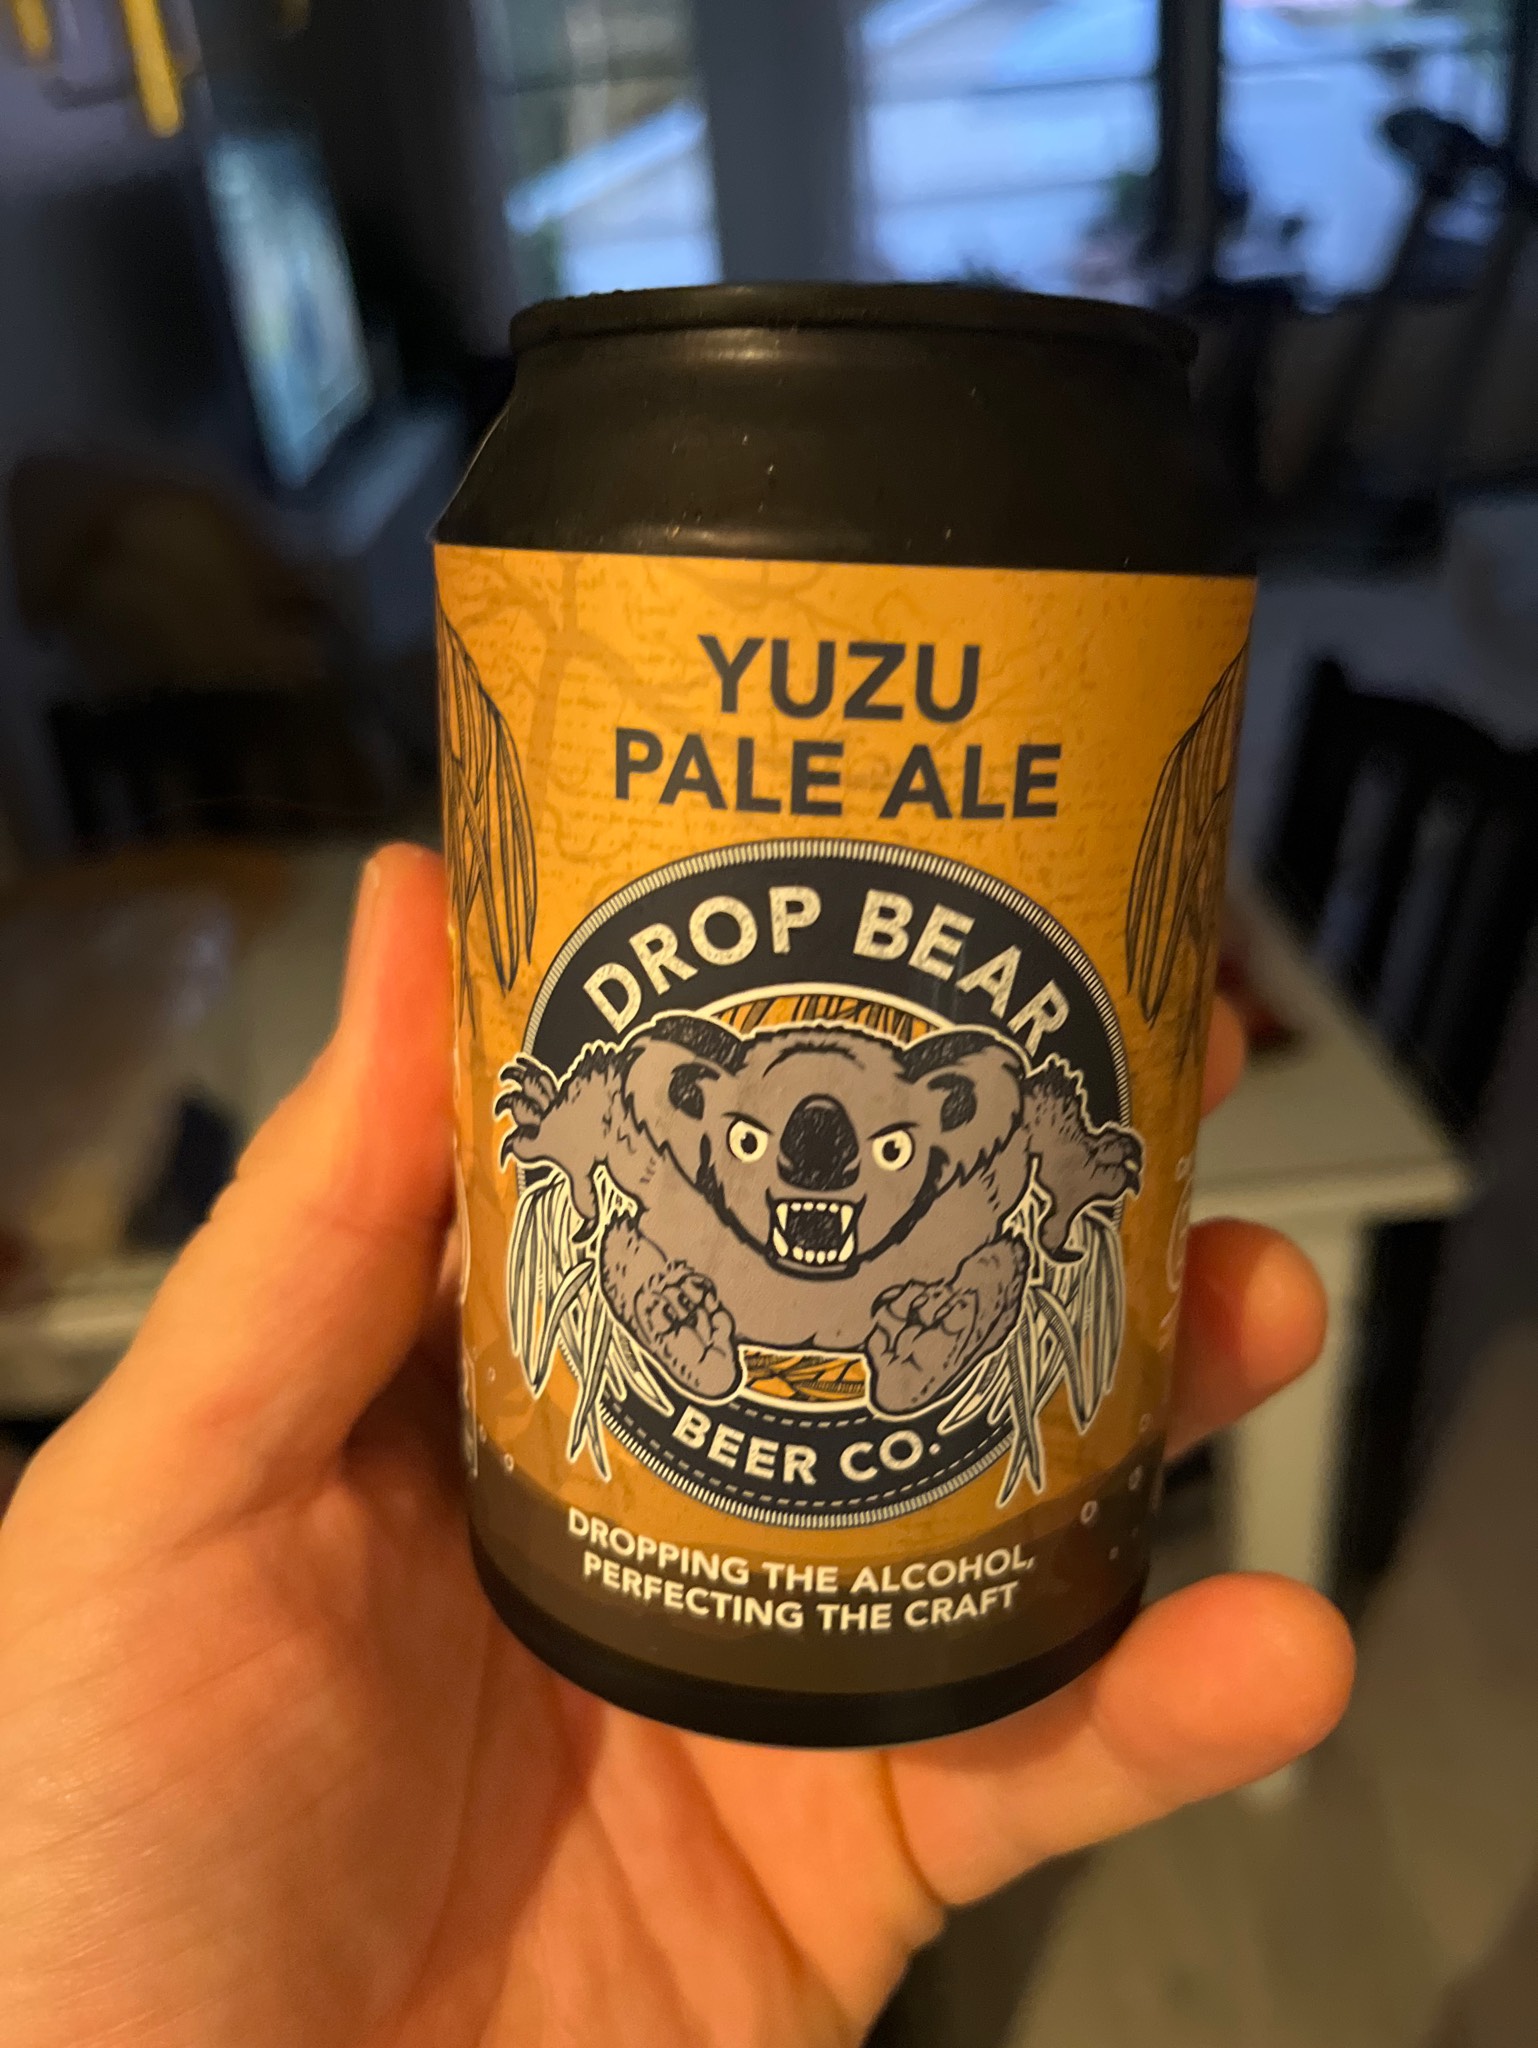 YUZU
PALE ALE
DROP BEAR
BEER CO.
DROPPING THE ALCOHOL,
PERFECTING THE CRAFT